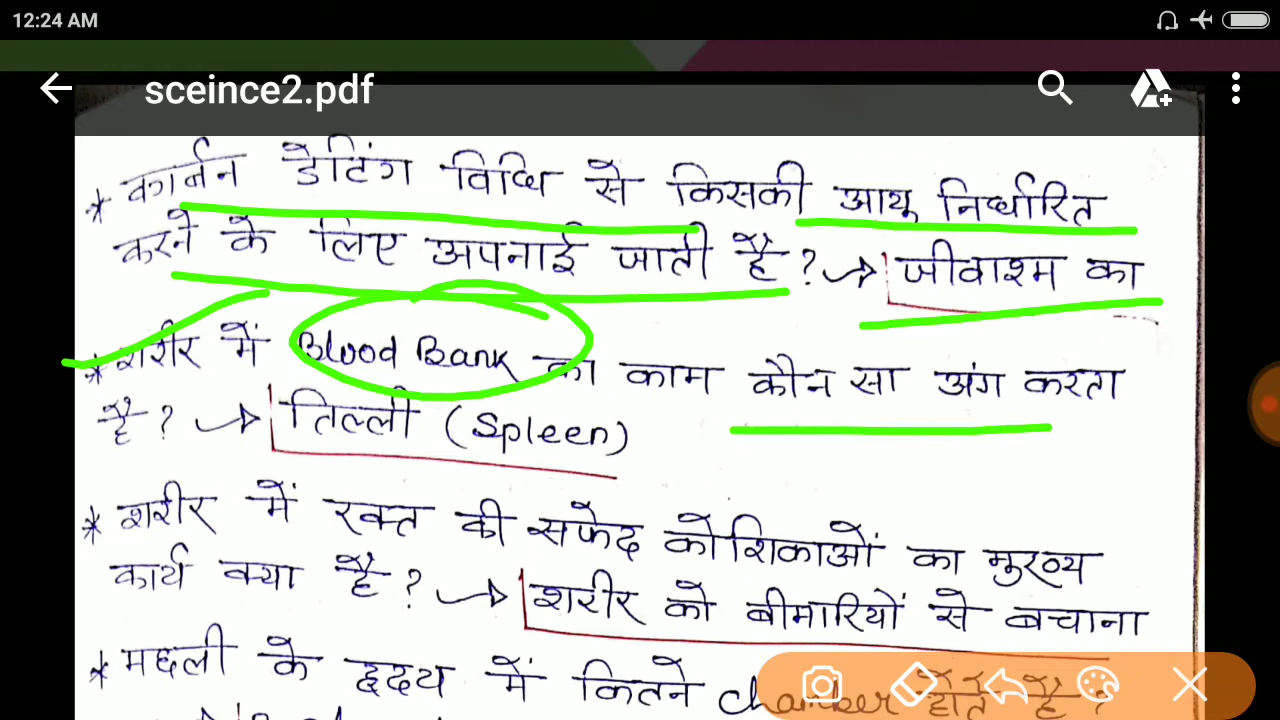 12:24 AM
sceince2.pdf
* कार्बन डेटिंग विधि से किसकी आयू निर्धारित
करने के लिए अपनाई जाती है ? → जीवाश्म का
* शरीर में Blood Bank का काम कौन सा अंग करता
है ? → तिल्ली (Spleen)
* शरीर में रक्त की सफेद कोशिकाओं का मुख्य
कार्य क्या है ? → शरीर को बीमारियों से बचाना
* मछली के हृदय में कितने chamber होते है ?